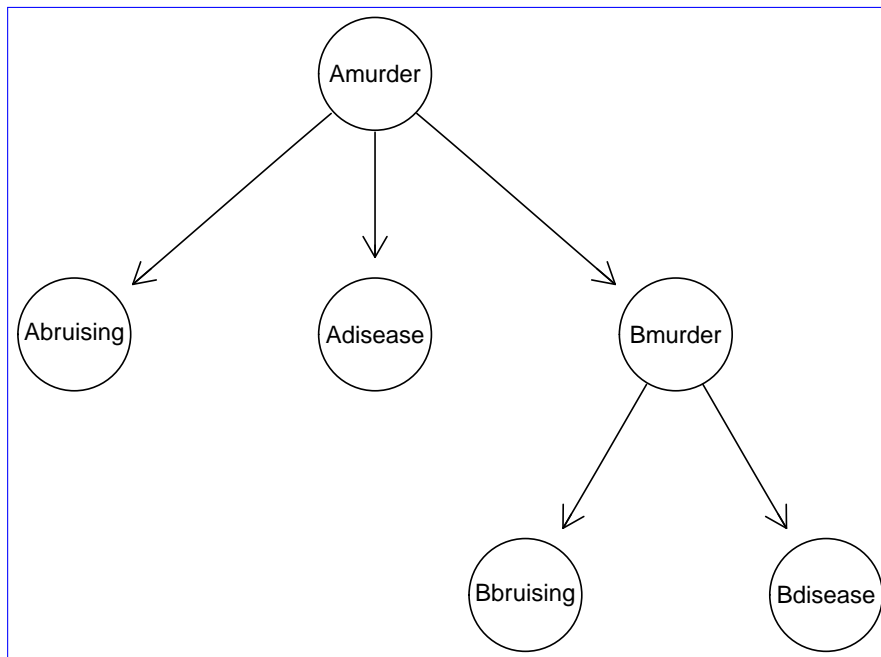 Amurder
Abruising
Adisease
Bmurder
Bbruising
Bdisease